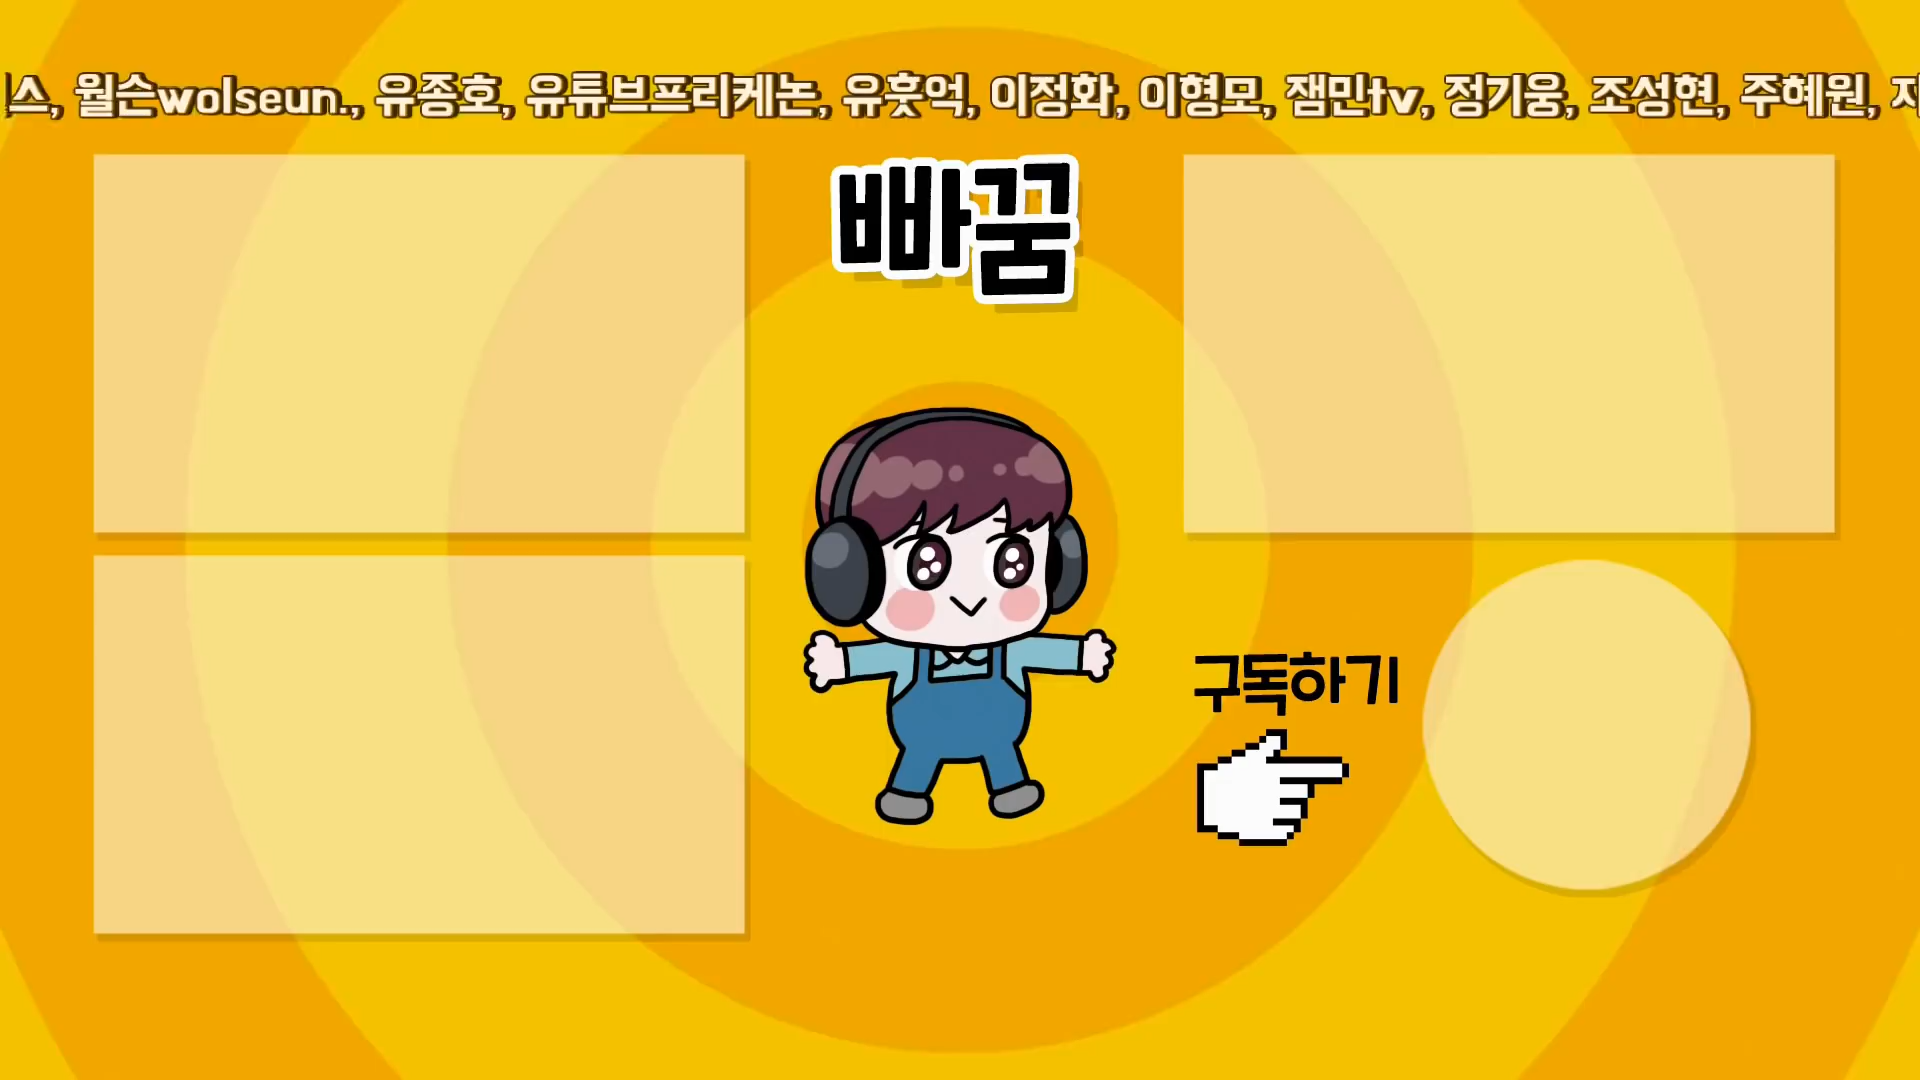 스, 월슨wolseun., 유종호, 유튜브프리케논, 유훗억, 이정화, 이형모, 잼민tv, 정기웅, 조성현, 주혜원,
빠꿈
구독하기